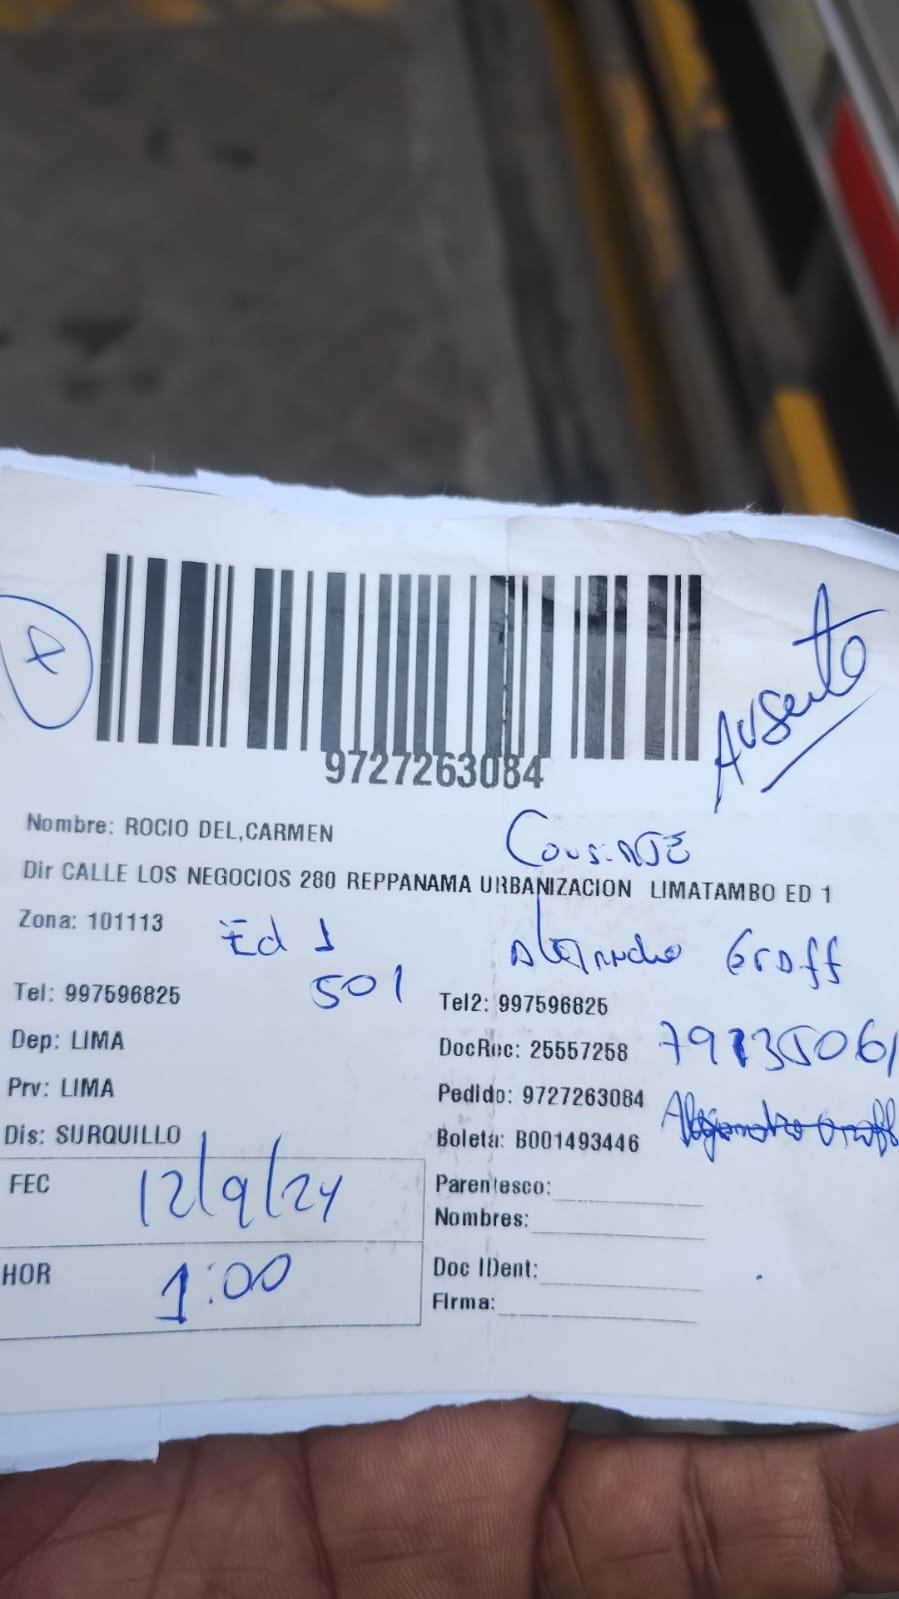 Ausente
9727263084
Nombre: ROCIO DEL,CARMEN
Dir CALLE LOS NEGOCIOS 280 REPPANAMA URBANIZACION LIMATAMBO ED 1
Zona: 101113
Ed 1
501
Graff
Tel: 997596825
Tel2: 997596825
Dep: LIMA
DocRec: 25557258
Prv: LIMA
Pedido: 9727263084
Dis: SURQUILLO
Boleta: B001493446
FEC 12/9/24
Parentesco:
Nombres:
HOR 1:00
Doc IDent:
Firma: